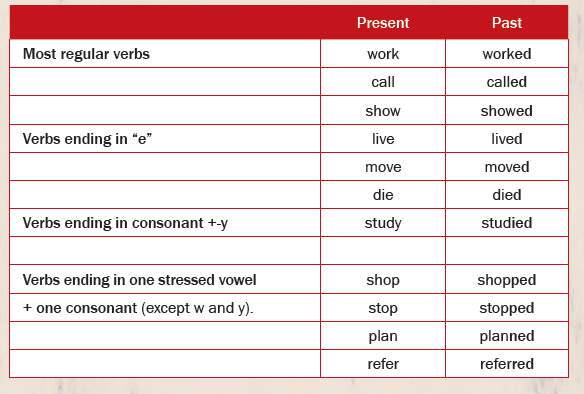 Present Past
Most regular verbs work worked
call called
show showed
Verbs ending in “e” live lived
move moved
die died
Verbs ending in consonant +-y study studied
Verbs ending in one stressed vowel shop shopped
+ one consonant (except w and y). stop stopped
plan planned
refer referred